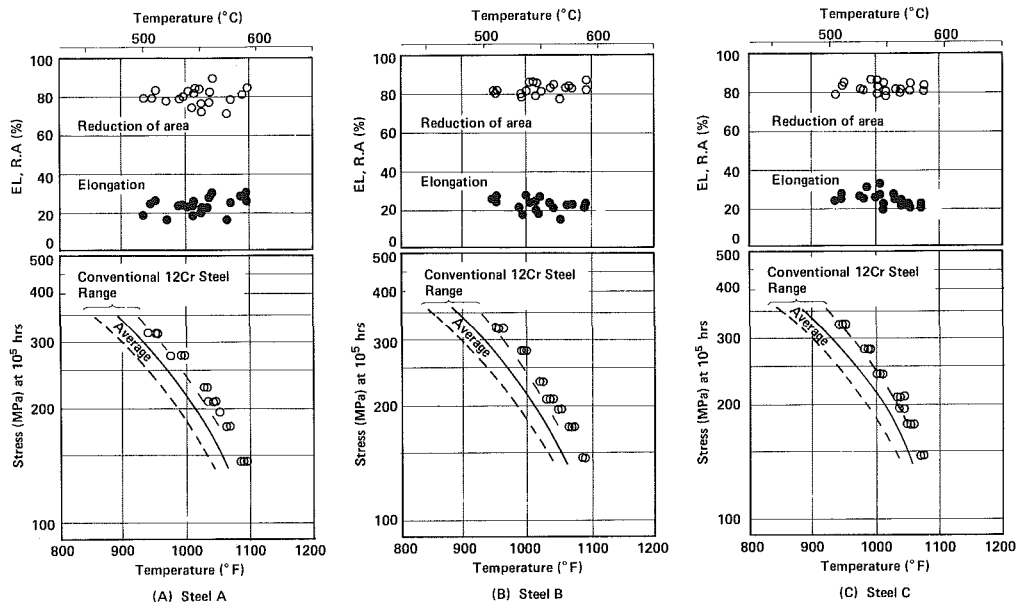 Temperature (°C)
500 600
100
80
60
40
20
0
EL, R.A (%)
Reduction of area
Elongation
500
400
300
200
100
Stress (MPa) at 10⁵ hrs
Conventional 12Cr Steel
Range
Average
800 900 1000 1100 1200
Temperature (°F)
(A) Steel A
Temperature (°C)
500 600
100
80
60
40
20
0
EL, R.A (%)
Reduction of area
Elongation
500
400
300
200
100
Stress (MPa) at 10⁵ hrs
Conventional 12Cr Steel
Range
Average
800 900 1000 1100 1200
Temperature (°F)
(B) Steel B
Temperature (°C)
500 600
100
80
60
40
20
0
EL, R.A (%)
Reduction of area
Elongation
500
400
300
200
100
Stress (MPa) at 10⁵ hrs
Conventional 12Cr Steel
Range
Average
800 900 1000 1100 1200
Temperature (°F)
(C) Steel C